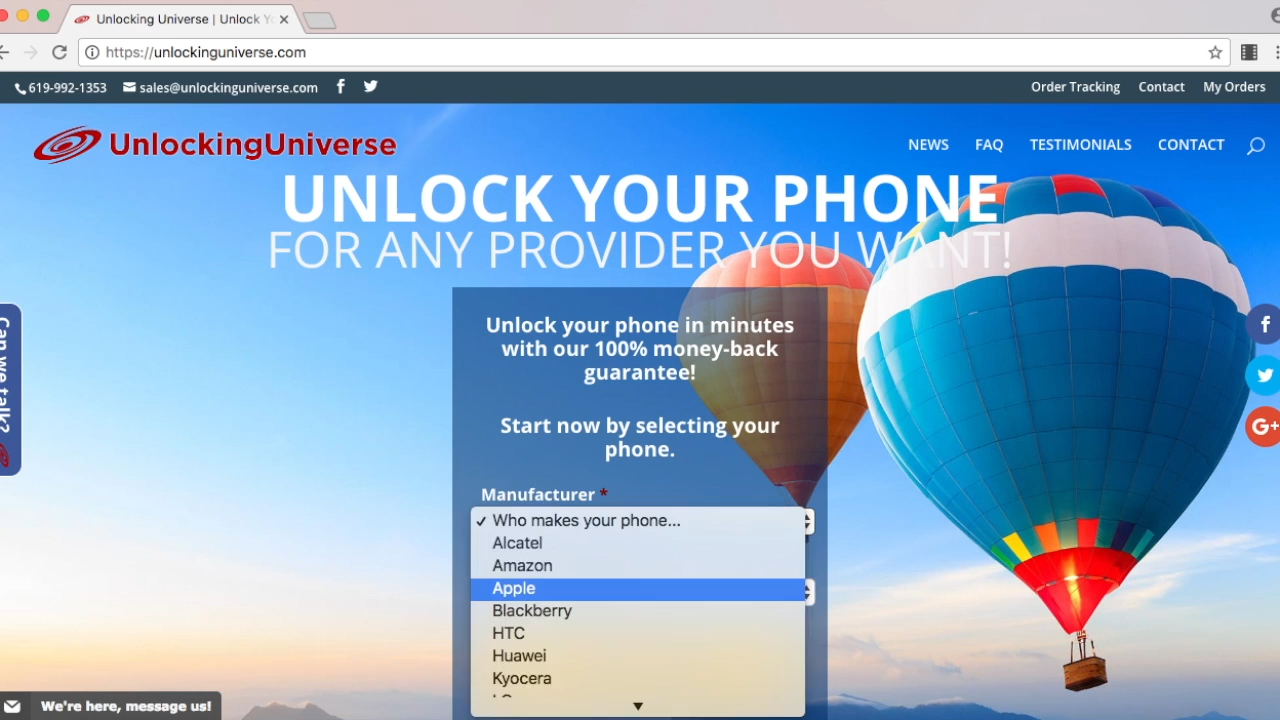 Unlocking Universe | Unlock Yo
https://unlockinguniverse.com
619-992-1353 sales@unlockinguniverse.com f Order Tracking Contact My Orders
UnlockingUniverse NEWS FAQ TESTIMONIALS CONTACT
UNLOCK YOUR PHONE
FOR ANY PROVIDER YOU WANT!
Unlock your phone in minutes
with our 100% money-back
guarantee!
Start now by selecting your
phone.
Manufacturer *
✓ Who makes your phone...
Alcatel
Amazon
Apple
Blackberry
HTC
Huawei
Kyocera
Can we talk?
f
G+
We're here, message us!